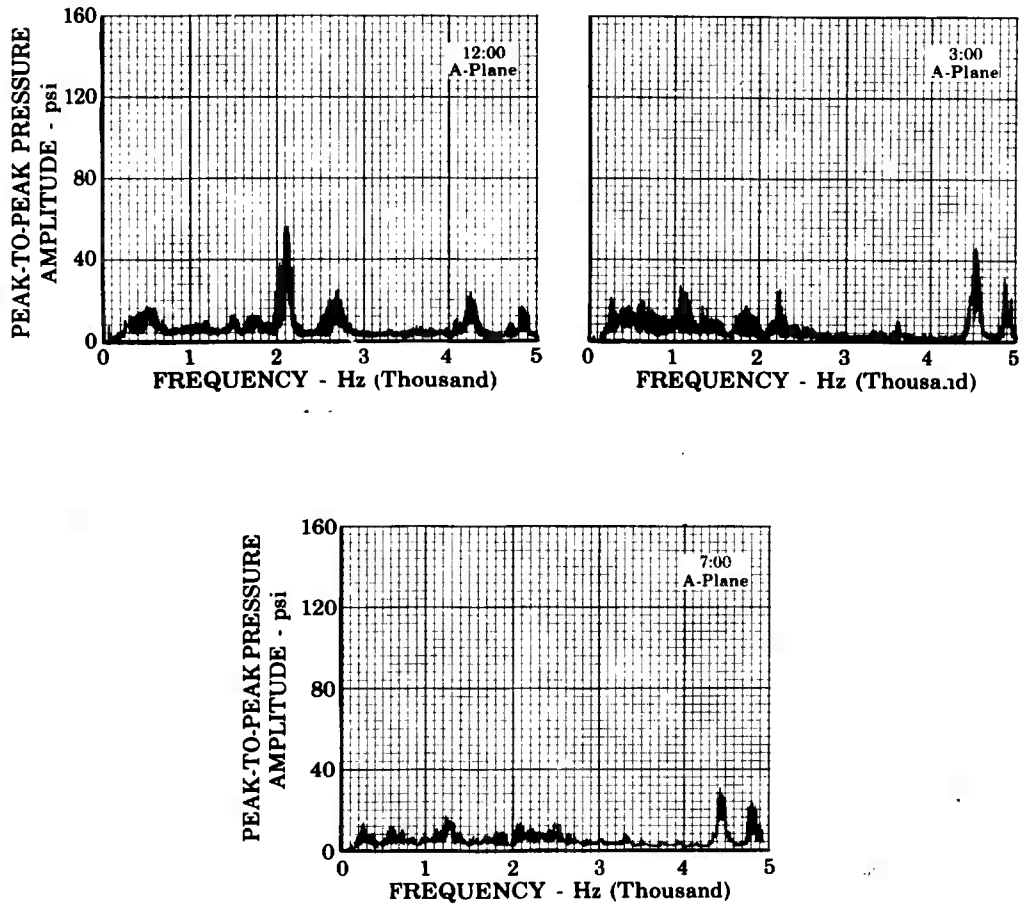 PEAK-TO-PEAK PRESSURE
AMPLITUDE - psi
160
120
80
40
0
12:00
A-Plane
0 1 2 3 4 5
FREQUENCY - Hz (Thousand)
3:00
A-Plane
0 1 2 3 4 5
FREQUENCY - Hz (Thousand)
PEAK-TO-PEAK PRESSURE
AMPLITUDE - psi
160
120
80
40
0
7:00
A-Plane
0 1 2 3 4 5
FREQUENCY - Hz (Thousand)